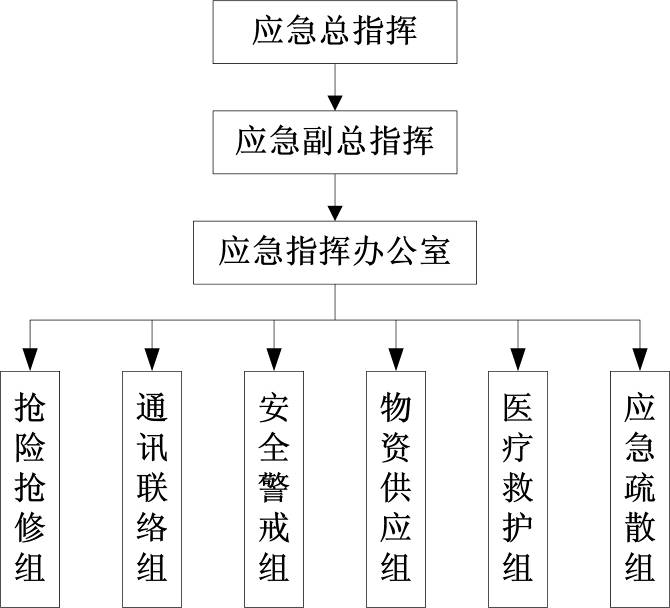 应急总指挥
应急副总指挥
应急指挥办公室
抢险抢修组
通讯联络组
安全警戒组
物资供应组
医疗救护组
应急疏散组